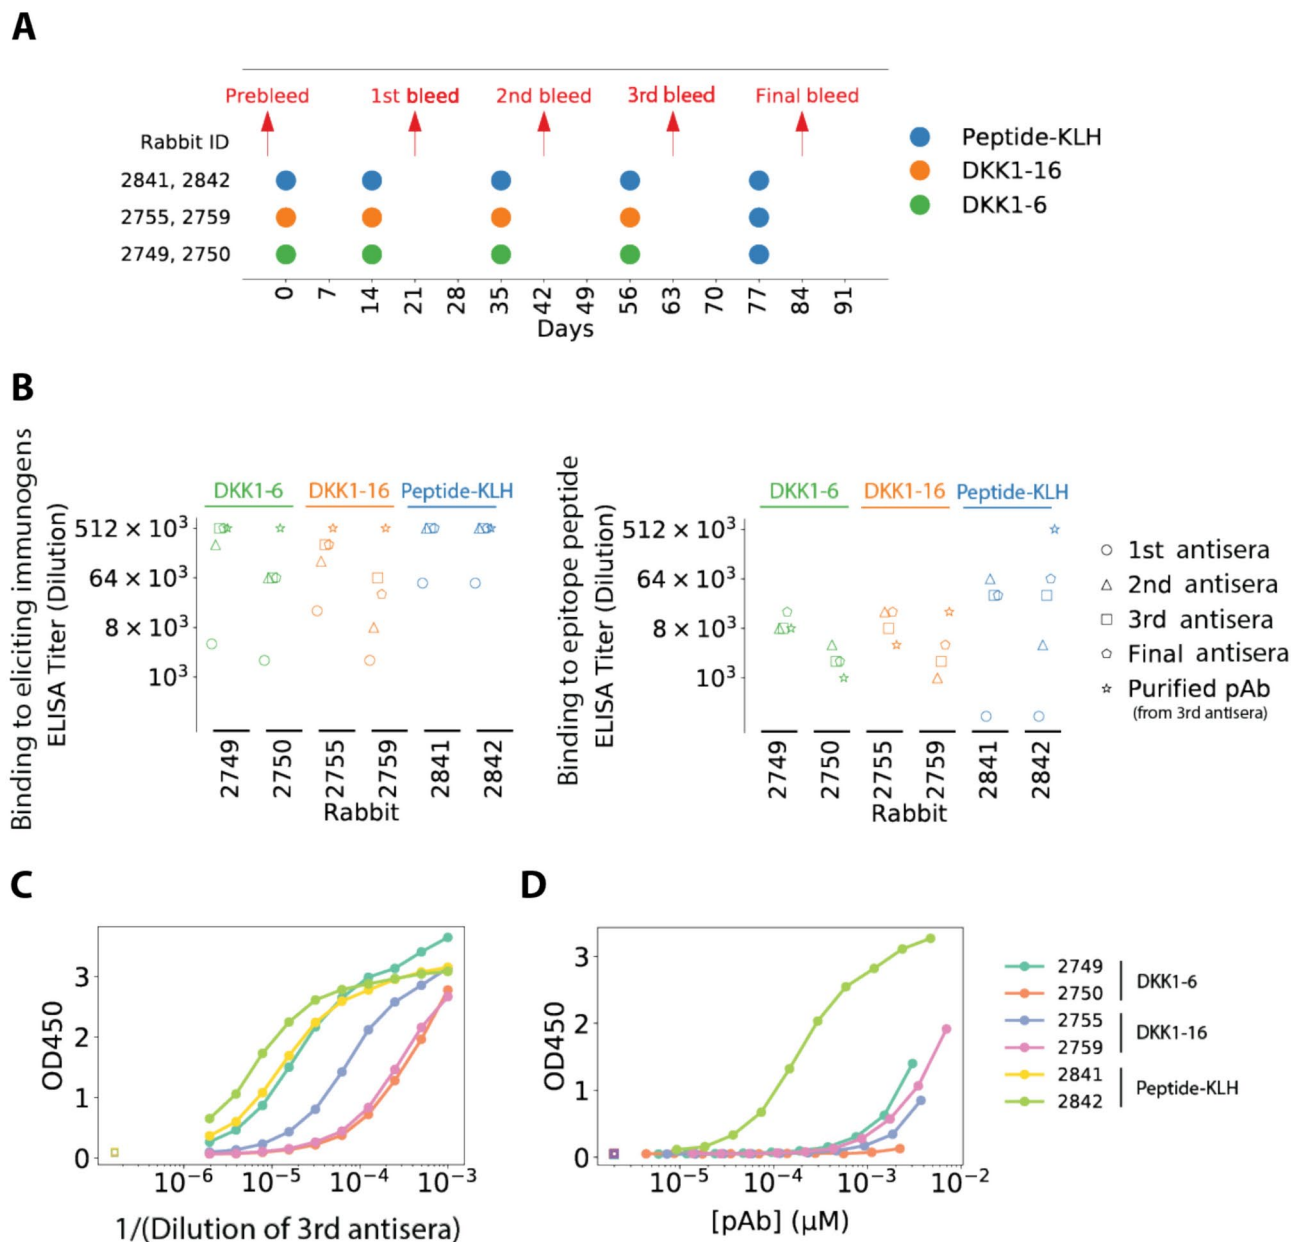 A
Prebleed 1st bleed 2nd bleed 3rd bleed Final bleed
Rabbit ID
2841, 2842
2755, 2759
2749, 2750
0 7 14 21 28 35 42 49 56 63 70 77 84 91
Days
Peptide-KLH
DKK1-16
DKK1-6
B
Binding to eliciting immunogens
ELISA Titer (Dilution)
DKK1-6 DKK1-16 Peptide-KLH
512 × 10³
64 × 10³
8 × 10³
10³
2749 2750 2755 2759 2841 2842
Rabbit
Binding to epitope peptide
ELISA Titer (Dilution)
DKK1-6 DKK1-16 Peptide-KLH
512 × 10³
64 × 10³
8 × 10³
10³
2749 2750 2755 2759 2841 2842
Rabbit
1st antisera
2nd antisera
3rd antisera
Final antisera
Purified pAb
(from 3rd antisera)
C
OD450
3
2
1
0
10⁻⁶ 10⁻⁵ 10⁻⁴ 10⁻³
1/(Dilution of 3rd antisera)
D
OD450
3
2
1
0
10⁻⁵ 10⁻⁴ 10⁻³ 10⁻²
[pAb] (μM)
2749
2750
DKK1-6
2755
2759
DKK1-16
2841
2842
Peptide-KLH